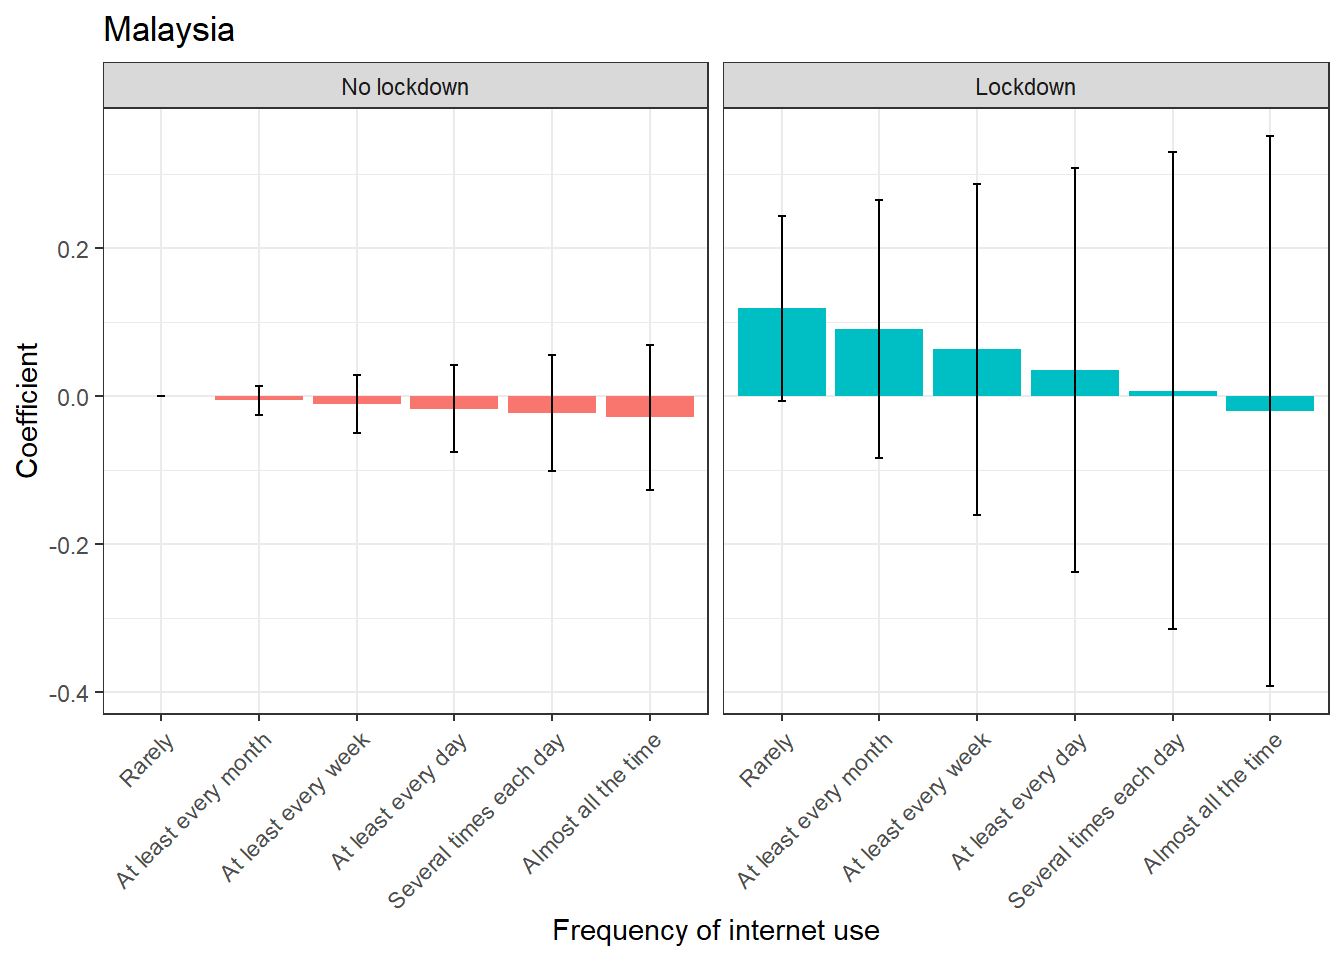 Malaysia
No lockdown
Lockdown
Coefficient
0.2
0.0
-0.2
-0.4
Rarely
At least every month
At least every week
At least every day
Several times each day
Almost all the time
Rarely
At least every month
At least every week
At least every day
Several times each day
Almost all the time
Frequency of internet use